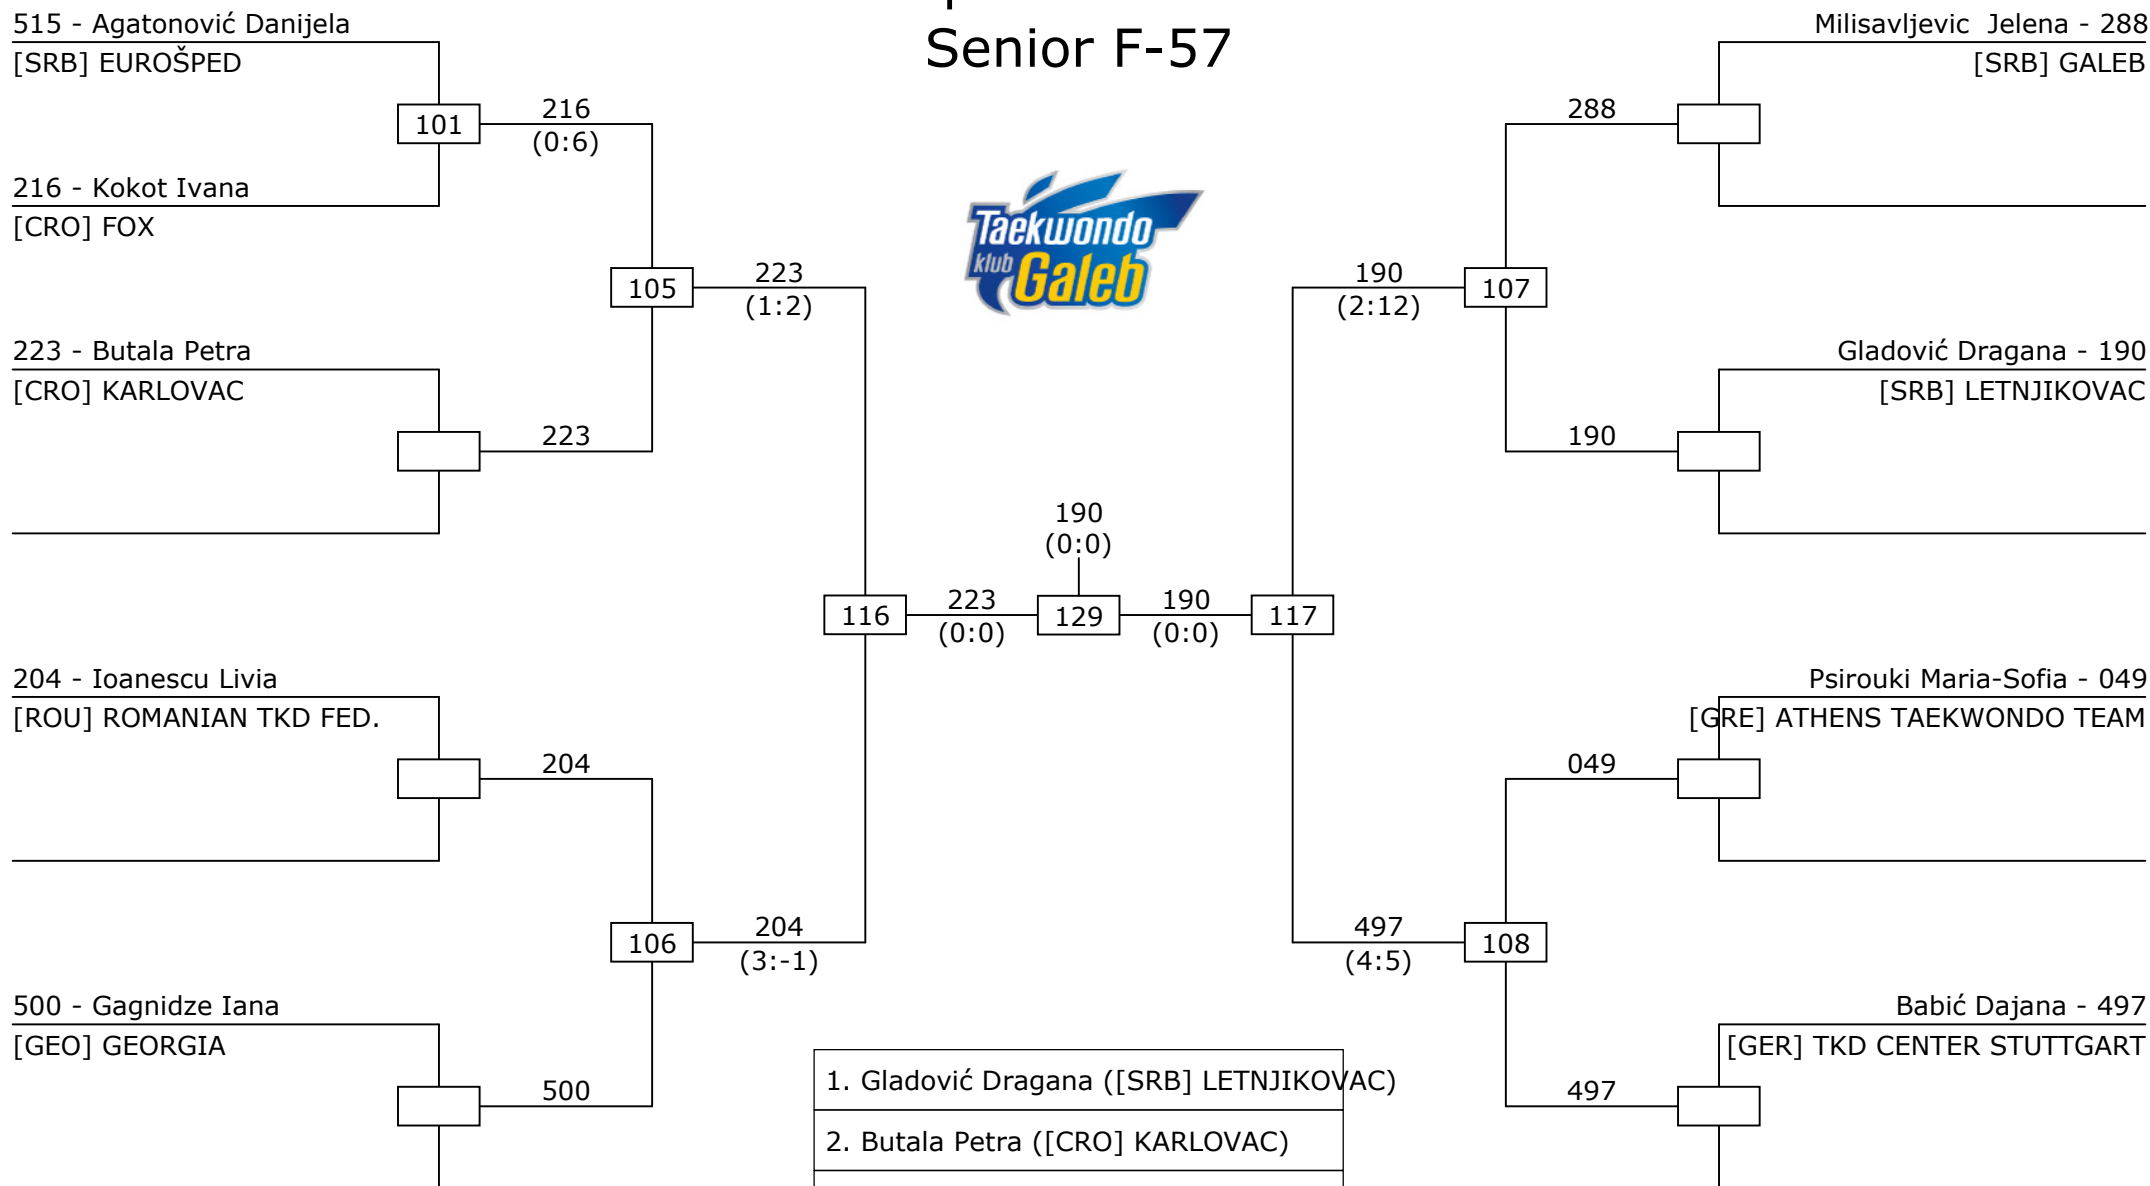 Senior F-57
515 - Agatonović Danijela
[SRB] EUROŠPED
101
216
(0:6)
216 - Kokot Ivana
[CRO] FOX
105
223
(1:2)
223 - Butala Petra
[CRO] KARLOVAC
223
204 - Ioanescu Livia
[ROU] ROMANIAN TKD FED.
204
106
204
(3:-1)
500 - Gagnidze Iana
[GEO] GEORGIA
500
Taekwondo
klub
Galeb
116
223
(0:0)
190
(0:0)
129
190
(0:0)
117
Milisavljevic  Jelena - 288
[SRB] GALEB
288
190
(2:12)
107
Gladović Dragana - 190
[SRB] LETNJIKOVAC
190
Psirouki Maria-Sofia - 049
[GRE] ATHENS TAEKWONDO TEAM
049
497
(4:5)
108
Babić Dajana - 497
[GER] TKD CENTER STUTTGART
497
1. Gladović Dragana ([SRB] LETNJIKOVAC)
2. Butala Petra ([CRO] KARLOVAC)